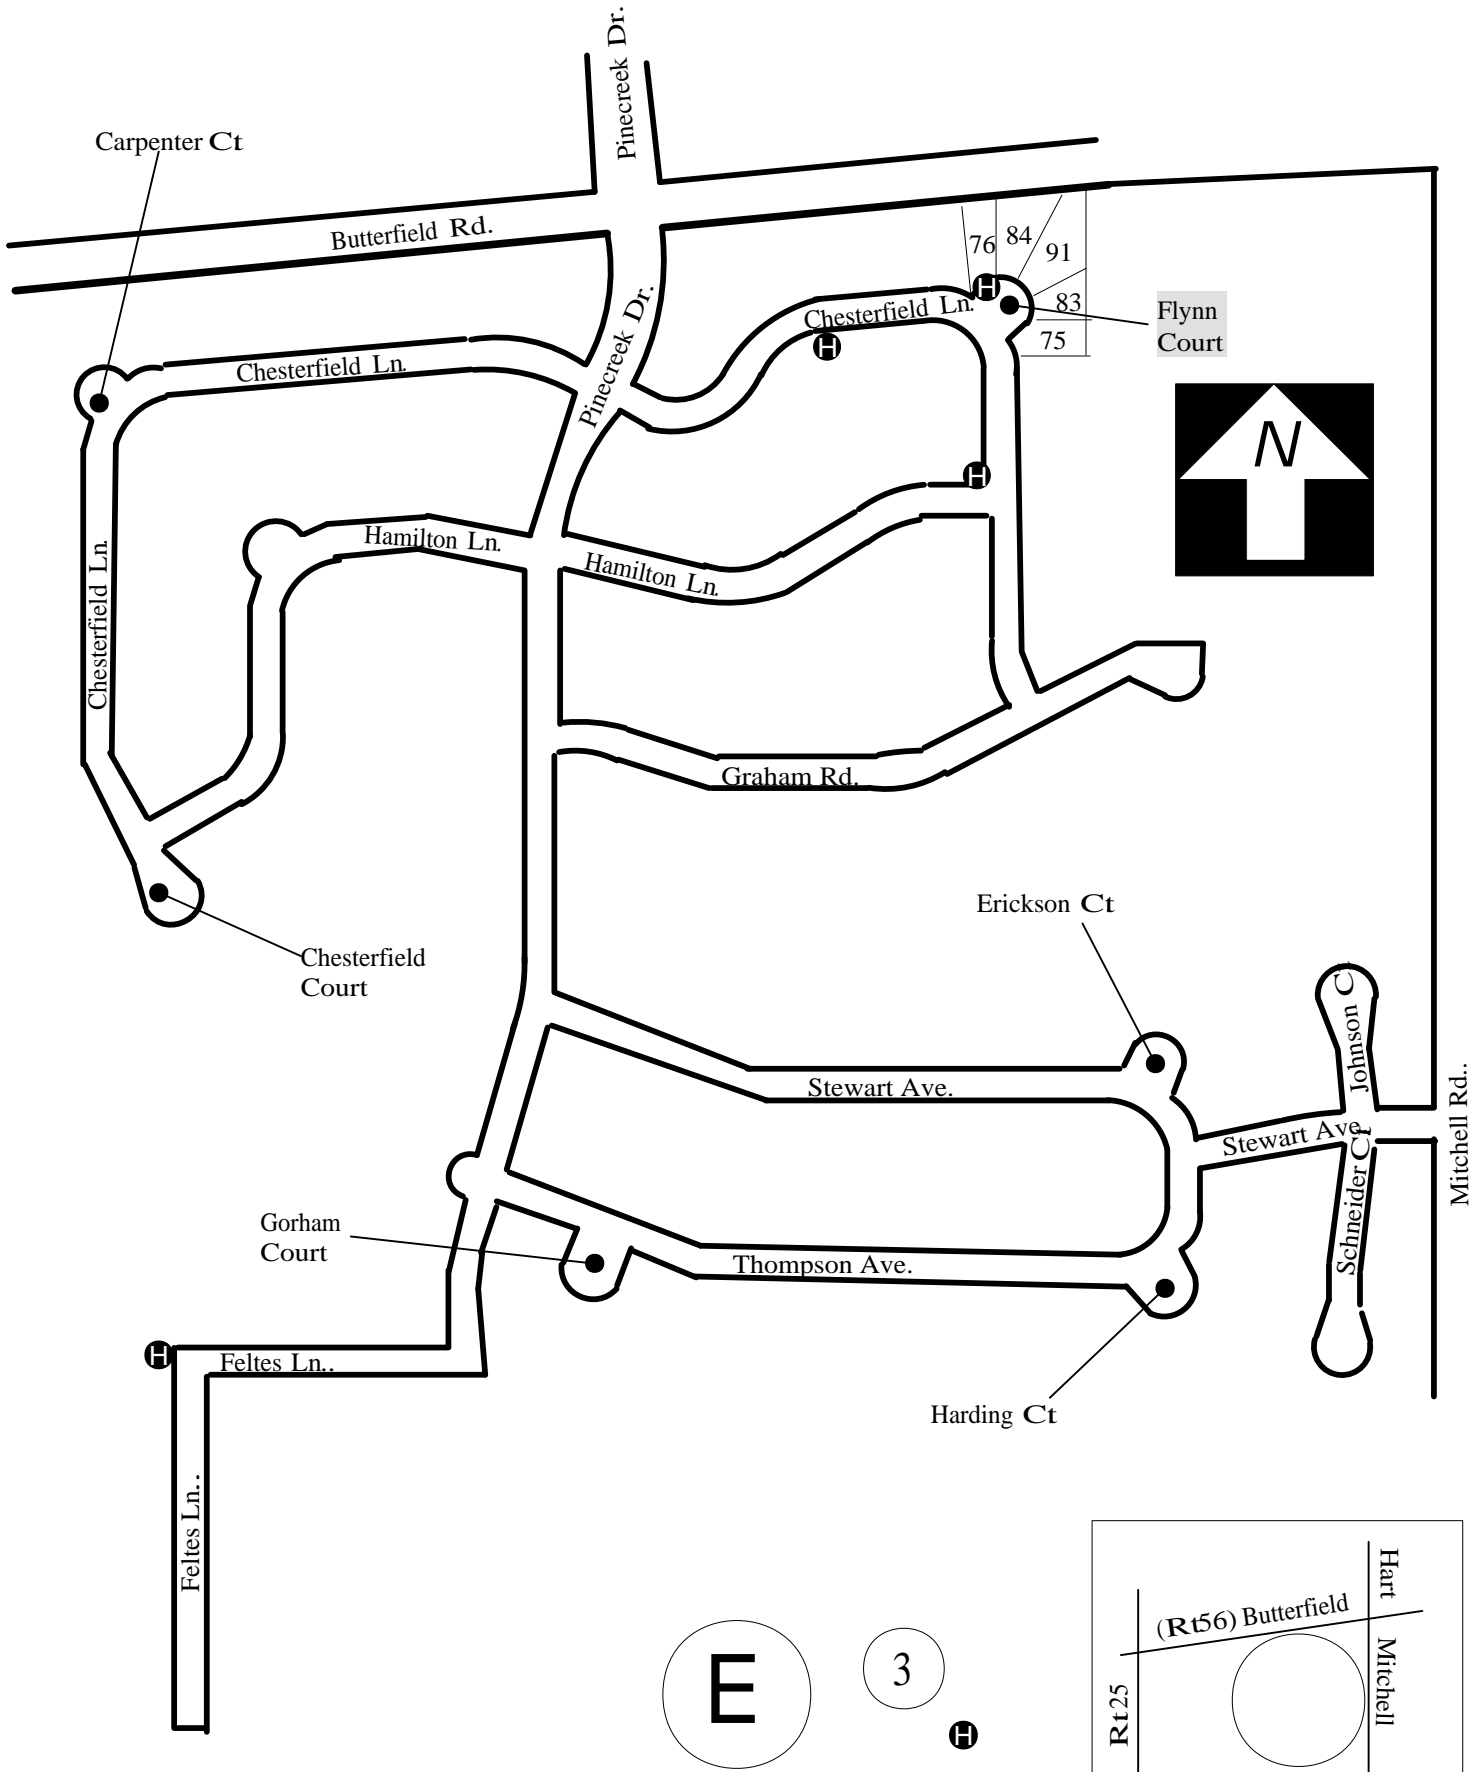 Pinecreek Dr.
Carpenter Ct
Butterfield Rd.
76
84
91
83
75
H
Flynn
Court
Pinecreek Dr.
Chesterfield Ln.
H
Chesterfield Ln.
N
H
Hamilton Ln.
Hamilton Ln.
Chesterfield Ln.
Graham Rd.
Erickson Ct
Chesterfield
Court
Johnson Ct
Stewart Ave.
Stewart Ave
Mitchell Rd..
Schneider Ct
Gorham
Court
Thompson Ave.
H
Feltes Ln..
Harding Ct
Feltes Ln..
E
3
H
Hart
(Rt56) Butterfield
Mitchell
Rt25